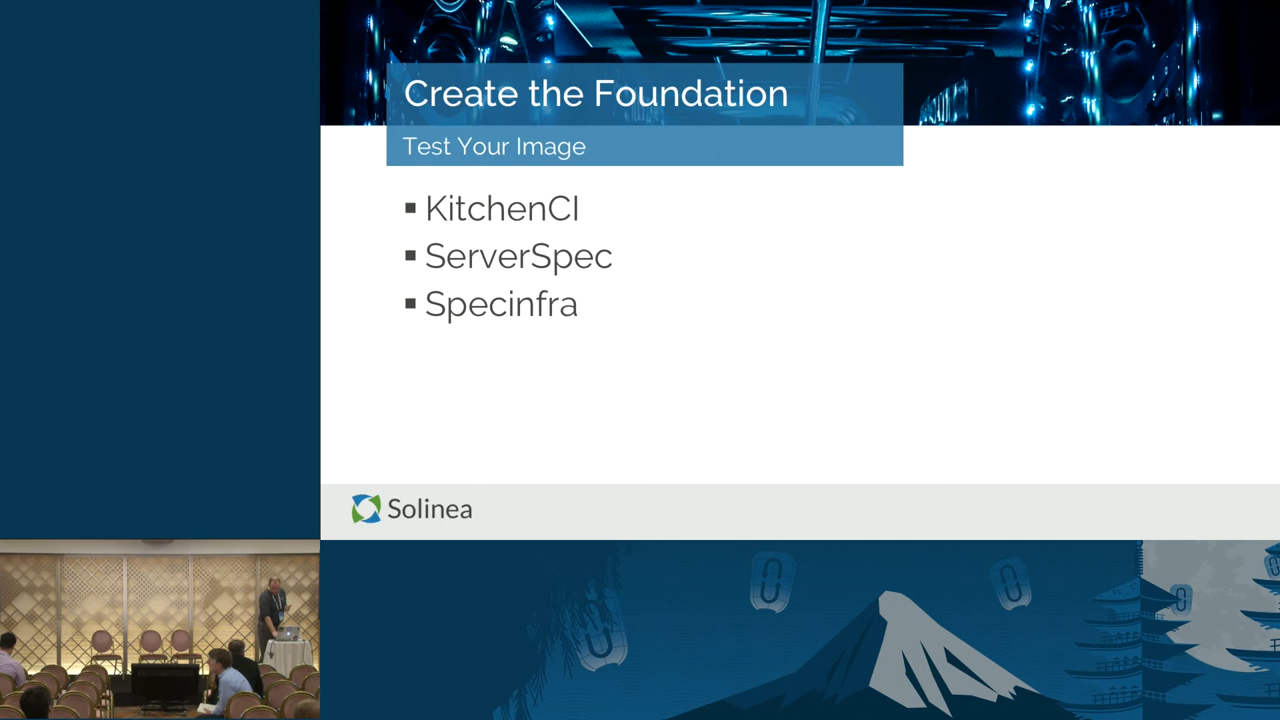 Create the Foundation
Test Your Image
KitchenCI
ServerSpec
Specinfra
Solinea